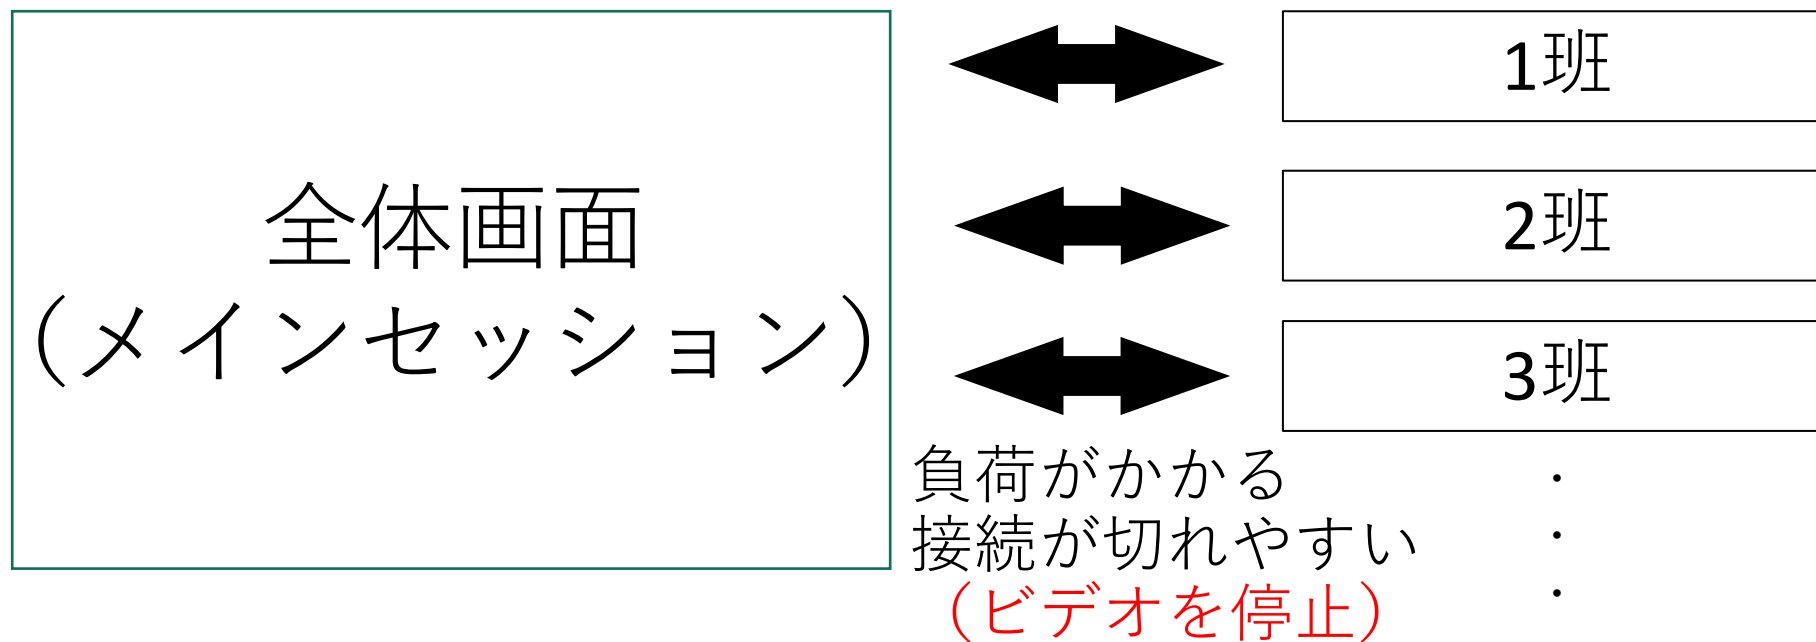 全体画面
（メインセッション）
1班
2班
3班
負荷がかかる
接続が切れやすい
（ビデオを停止）
・
・
・